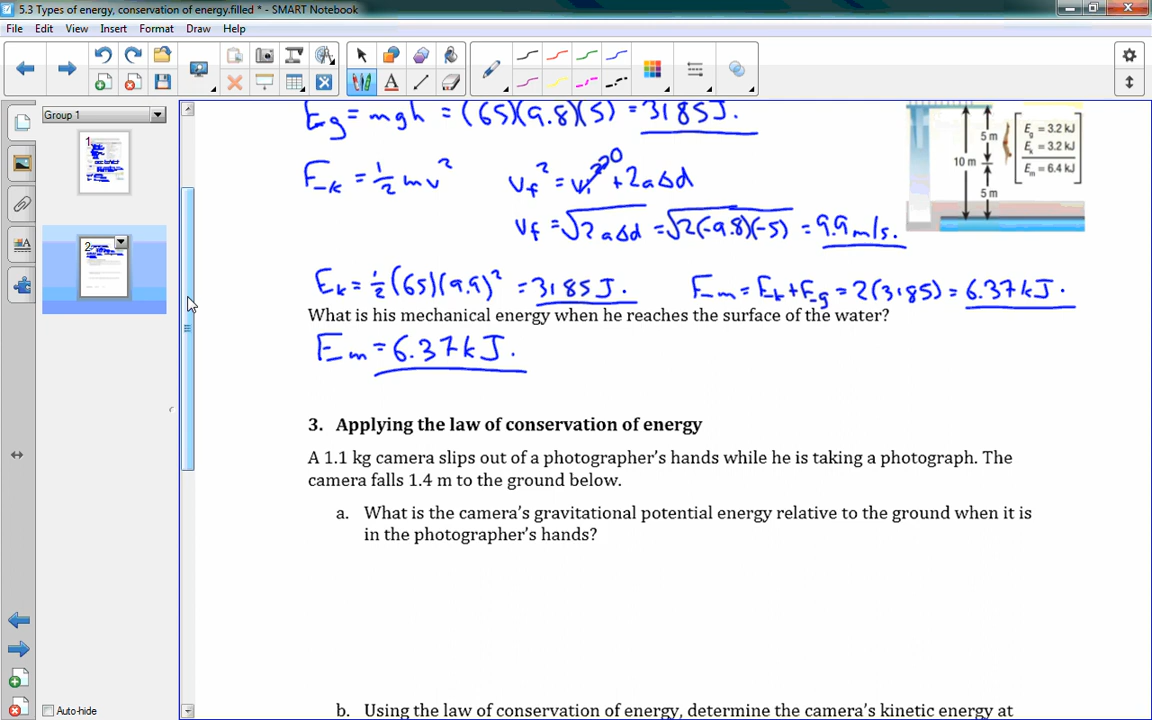 5.3 Types of energy, conservation of energy.filled * - SMART Notebook
File Edit View Insert Format Draw Help
Group 1
1
2
Eg = mgh = (65)(9.8)(5) = 3185J.
Ek = ½ mv²
vf² = vi² 0 + 2aΔd
vf = √2aΔd = √2(-9.8)(-5) = 9.9 m/s.
5 m
10 m
5 m
Eg = 3.2 kJ
Ek = 3.2 kJ
Em = 6.4 kJ
Ek = ½ (65)(9.9)² = 3185J.
Em = Ek + Eg = 2(3185) = 6.37kJ.
What is his mechanical energy when he reaches the surface of the water?
Em = 6.37kJ.
3. Applying the law of conservation of energy
A 1.1 kg camera slips out of a photographer's hands while he is taking a photograph. The
camera falls 1.4 m to the ground below.
a. What is the camera's gravitational potential energy relative to the ground when it is
in the photographer's hands?
b. Using the law of conservation of energy, determine the camera's kinetic energy at
Auto-hide